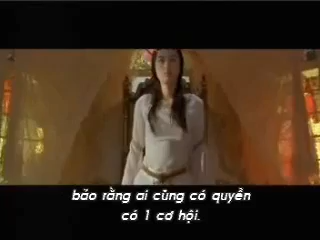 bảo rằng ai cũng có quyền
có 1 cơ hội.